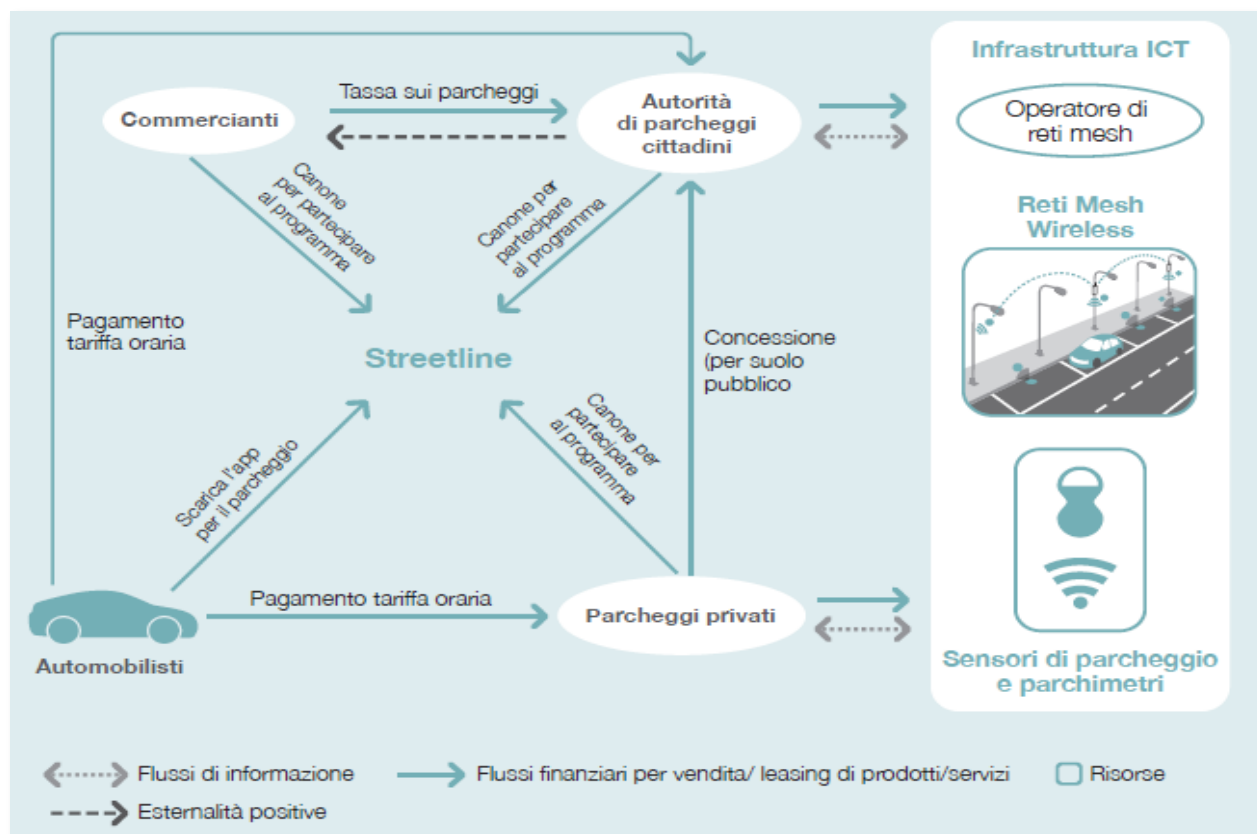 Infrastruttura ICT
Tassa sui parcheggi
Commercianti
Autorità
di parcheggi
cittadini
Operatore di
reti mesh
Canone
per partecipare
al programma
Canone per
partecipare
al programma
Reti Mesh
Wireless
Pagamento
tariffa oraria
Streetline
Concessione
(per suolo
pubblico
Scarica l'app
per il parcheggio
Canone per
partecipare
al programma
Pagamento tariffa oraria
Parcheggi privati
Automobilisti
Sensori di parcheggio
e parchimetri
Flussi di informazione
Flussi finanziari per vendita/ leasing di prodotti/servizi
Risorse
Esternalità positive